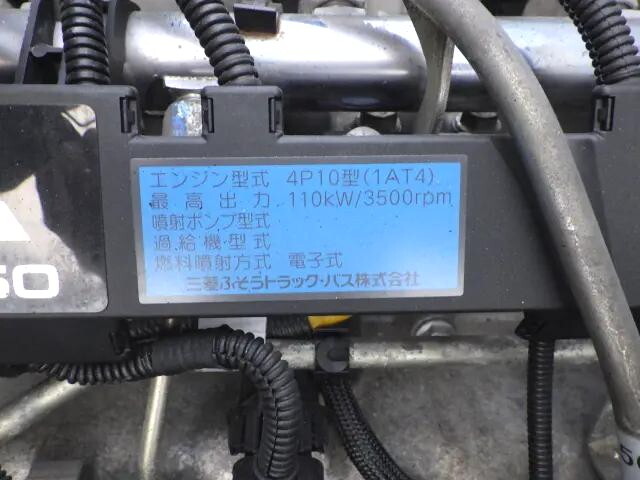 エンジン型式 4P10型(1AT4)
最高出力 110kW/3500rpm
噴射ポンプ型式
過給機型式
燃料噴射方式 電子式
三菱ふそうトラック・バス株式会社
50